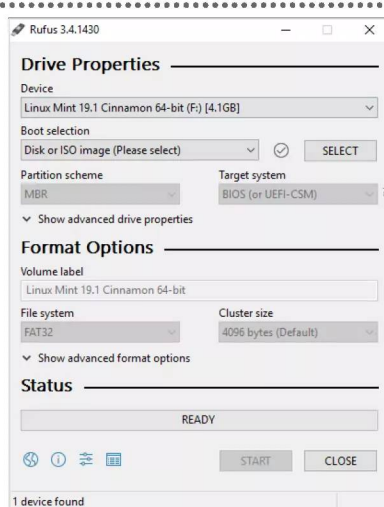 Rufus 3.4.1430
Drive Properties
Device
Linux Mint 19.1 Cinnamon 64-bit (F:) [4.1GB]
Boot selection
Disk or ISO image (Please select)
SELECT
Partition scheme
Target system
MBR
BIOS (or UEFI-CSM)
Show advanced drive properties
Format Options
Volume label
Linux Mint 19.1 Cinnamon 64-bit
File system
Cluster size
FAT32
4096 bytes (Default)
Show advanced format options
Status
READY
START
CLOSE
1 device found